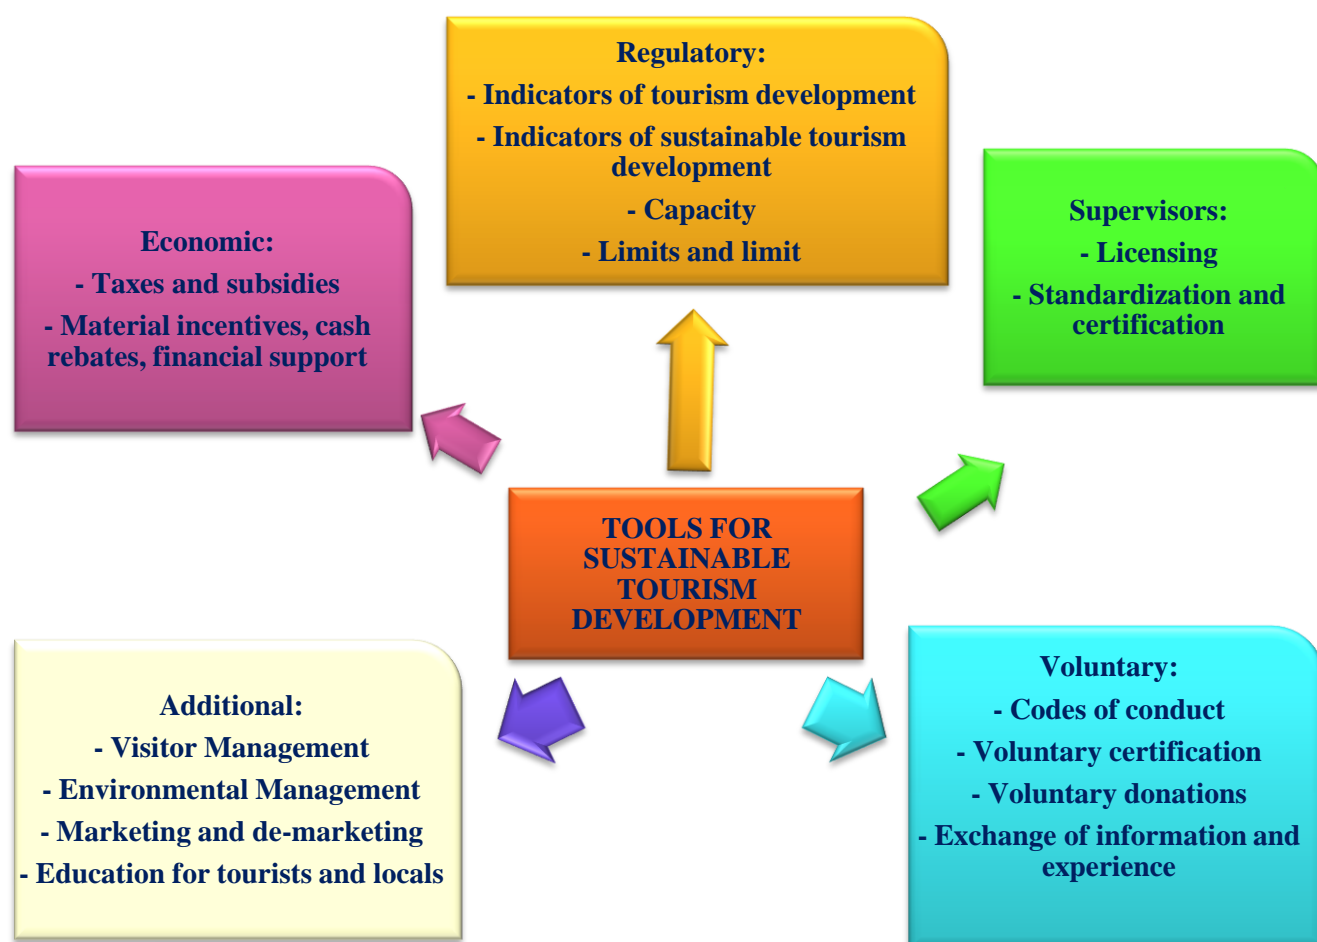 Regulatory:
- Indicators of tourism development
- Indicators of sustainable tourism
development
- Capacity
- Limits and limit
Economic:
- Taxes and subsidies
- Material incentives, cash
rebates, financial support
Supervisors:
- Licensing
- Standardization and
certification
TOOLS FOR
SUSTAINABLE
TOURISM
DEVELOPMENT
Additional:
- Visitor Management
- Environmental Management
- Marketing and de-marketing
- Education for tourists and locals
Voluntary:
- Codes of conduct
- Voluntary certification
- Voluntary donations
- Exchange of information and
experience